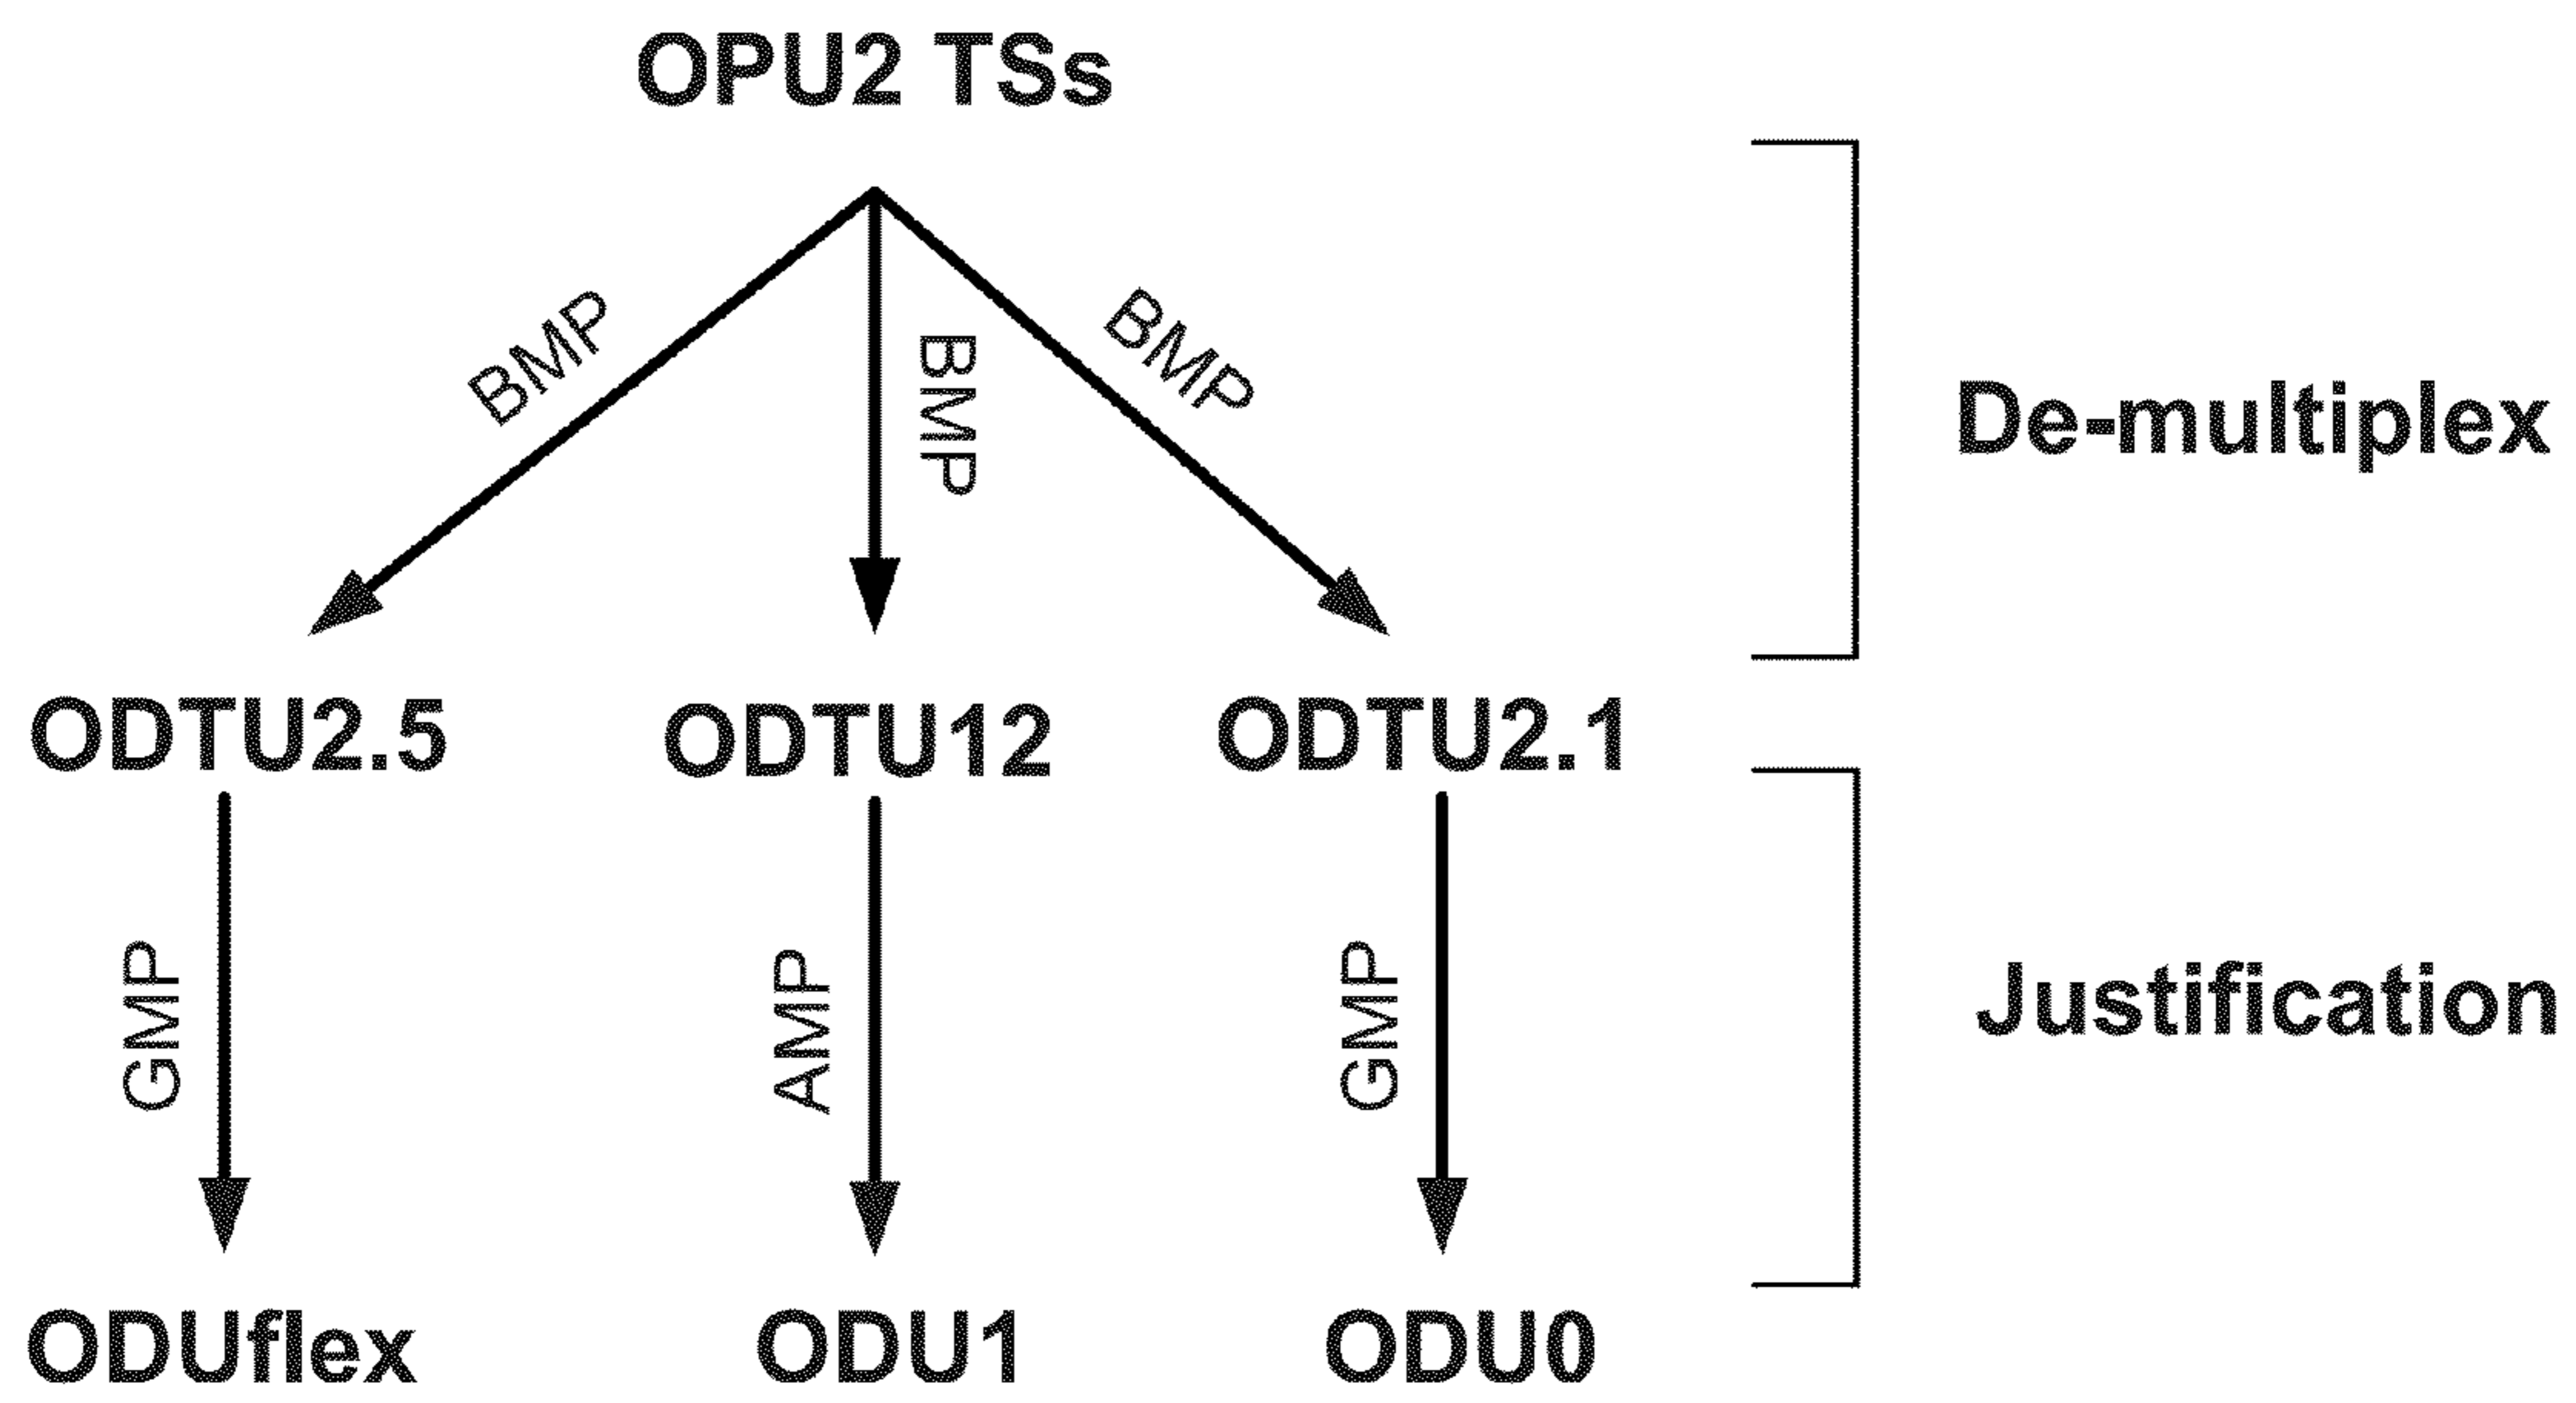 OPU2 TSs
BMP
BMP
BMP
De-multiplex
ODTU2.5
ODTU12
ODTU2.1
GMP
AMP
GMP
Justification
ODUflex
ODU1
ODU0